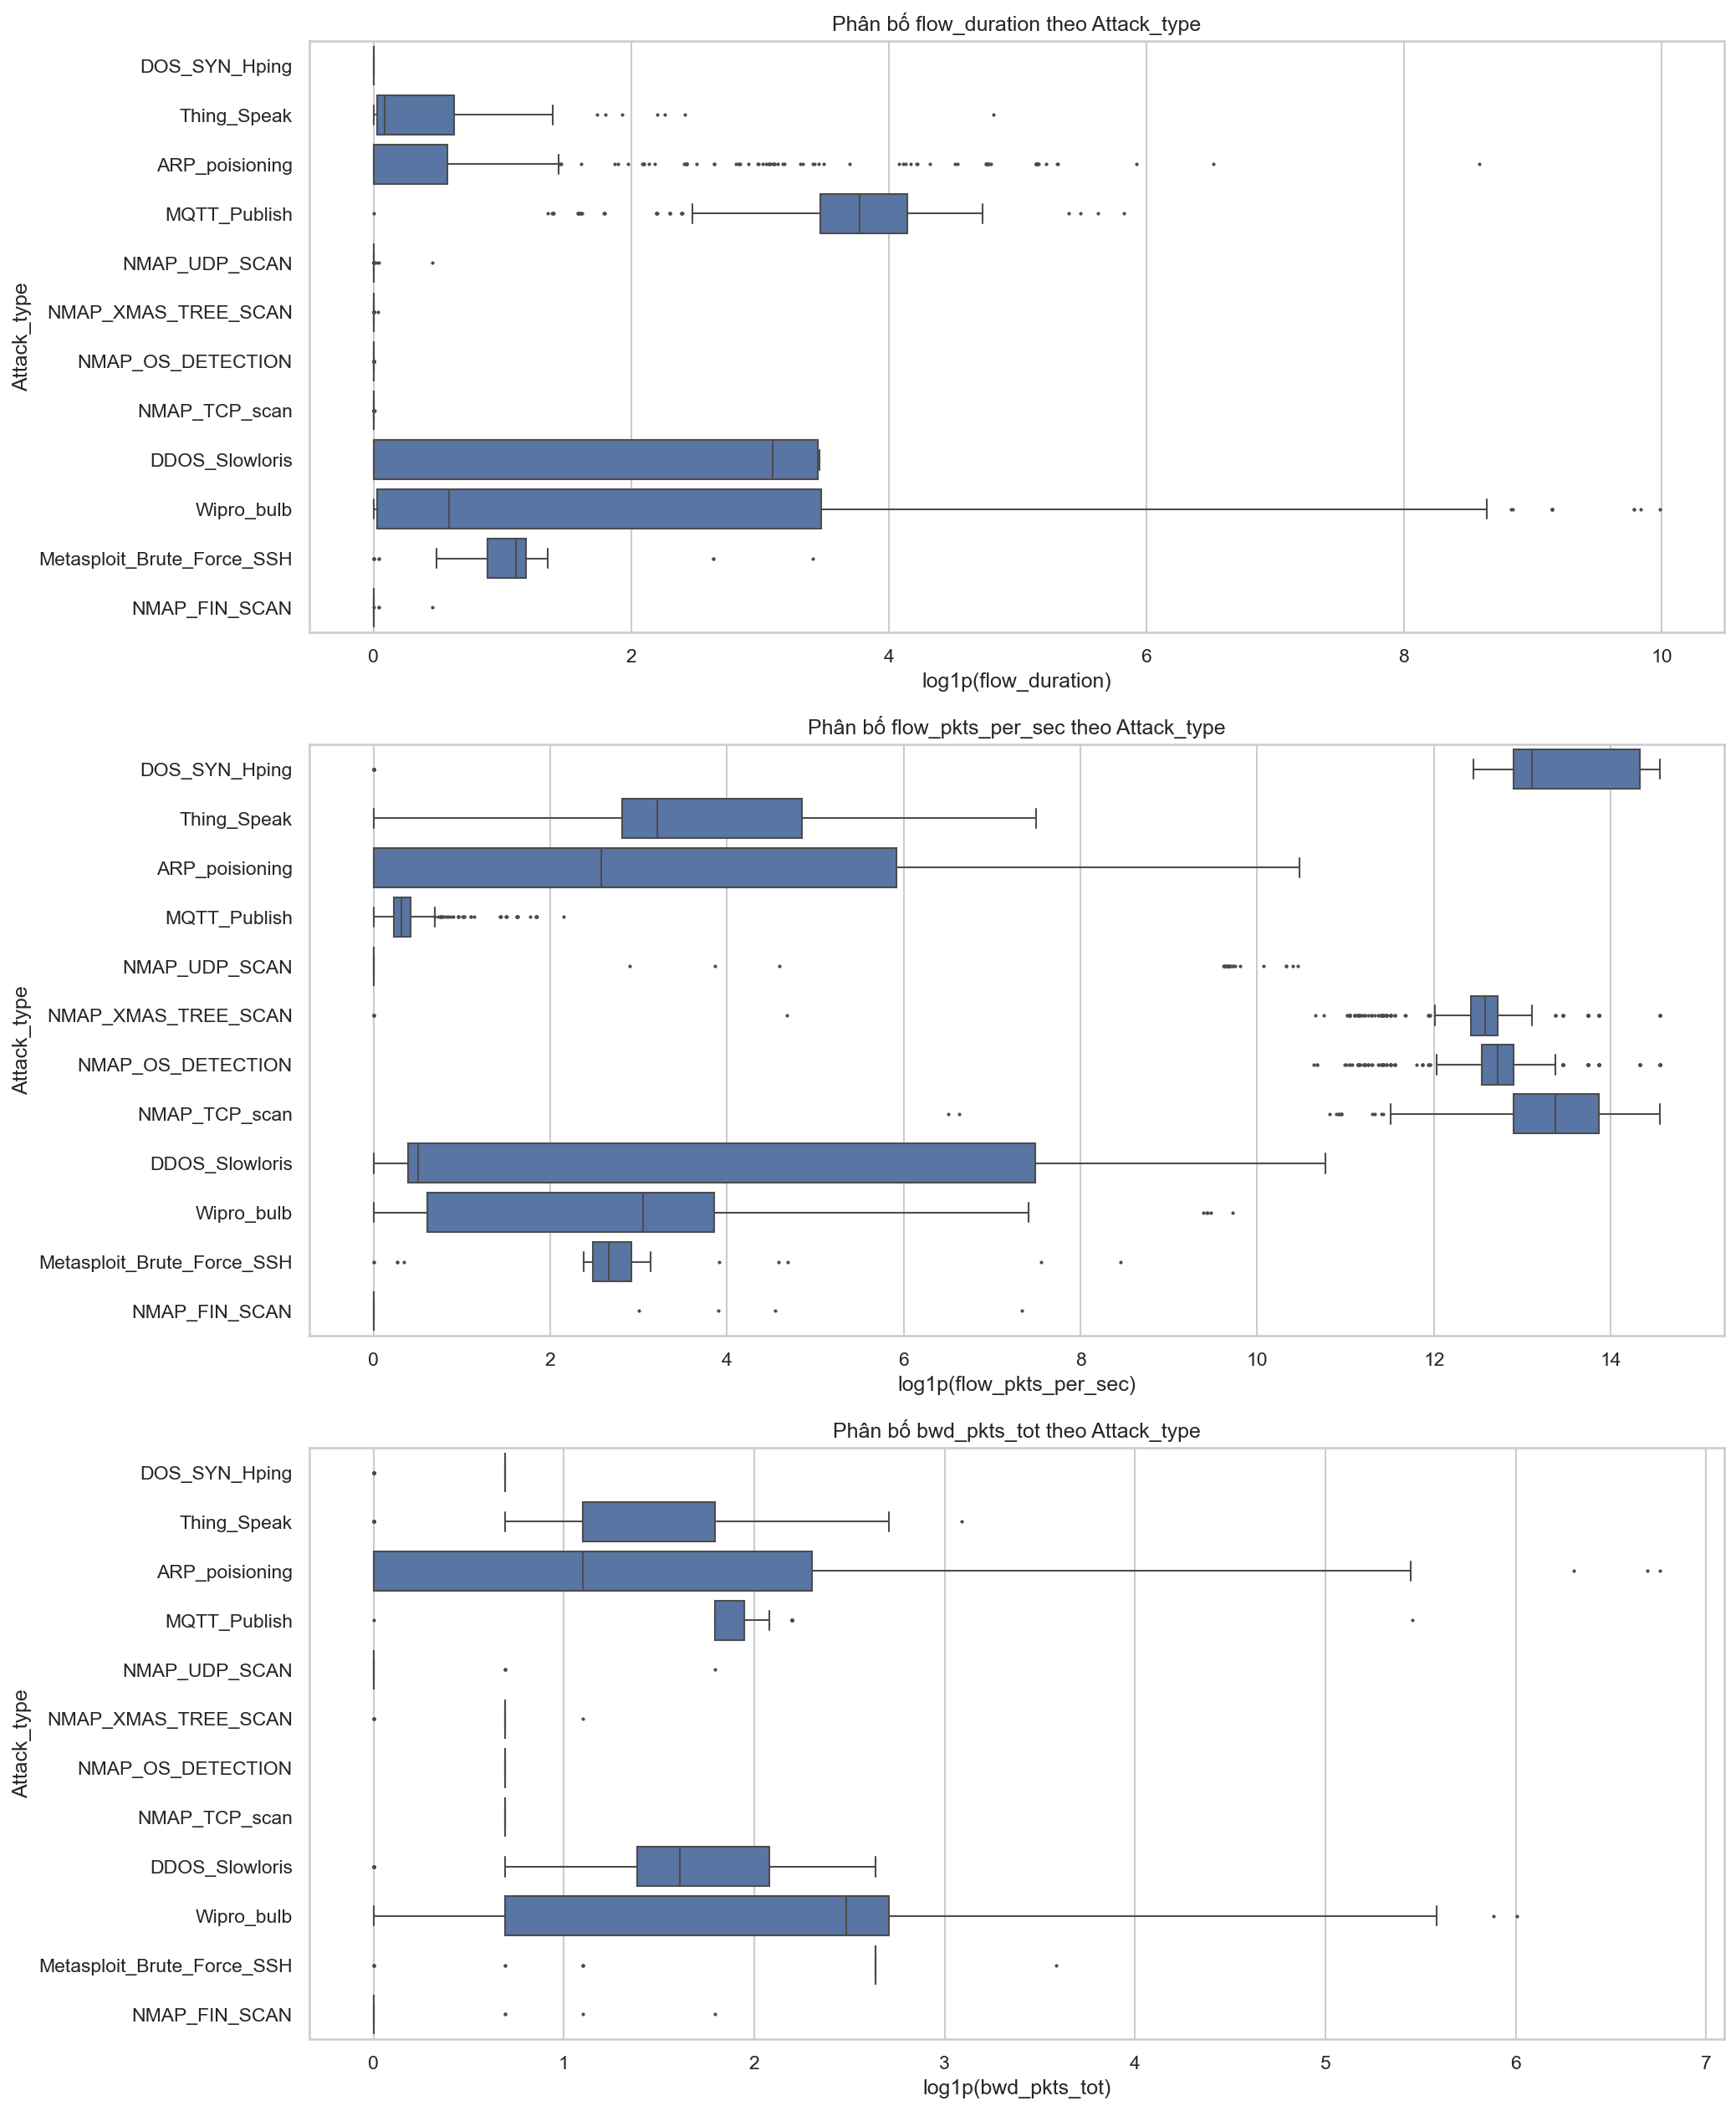 Phân bố flow_duration theo Attack_type
Attack_type
DOS_SYN_Hping
Thing_Speak
ARP_poisioning
MQTT_Publish
NMAP_UDP_SCAN
NMAP_XMAS_TREE_SCAN
NMAP_OS_DETECTION
NMAP_TCP_scan
DDOS_Slowloris
Wipro_bulb
Metasploit_Brute_Force_SSH
NMAP_FIN_SCAN
0 2 4 6 8 10
log1p(flow_duration)
Phân bố flow_pkts_per_sec theo Attack_type
Attack_type
DOS_SYN_Hping
Thing_Speak
ARP_poisioning
MQTT_Publish
NMAP_UDP_SCAN
NMAP_XMAS_TREE_SCAN
NMAP_OS_DETECTION
NMAP_TCP_scan
DDOS_Slowloris
Wipro_bulb
Metasploit_Brute_Force_SSH
NMAP_FIN_SCAN
0 2 4 6 8 10 12 14
log1p(flow_pkts_per_sec)
Phân bố bwd_pkts_tot theo Attack_type
Attack_type
DOS_SYN_Hping
Thing_Speak
ARP_poisioning
MQTT_Publish
NMAP_UDP_SCAN
NMAP_XMAS_TREE_SCAN
NMAP_OS_DETECTION
NMAP_TCP_scan
DDOS_Slowloris
Wipro_bulb
Metasploit_Brute_Force_SSH
NMAP_FIN_SCAN
0 1 2 3 4 5 6 7
log1p(bwd_pkts_tot)